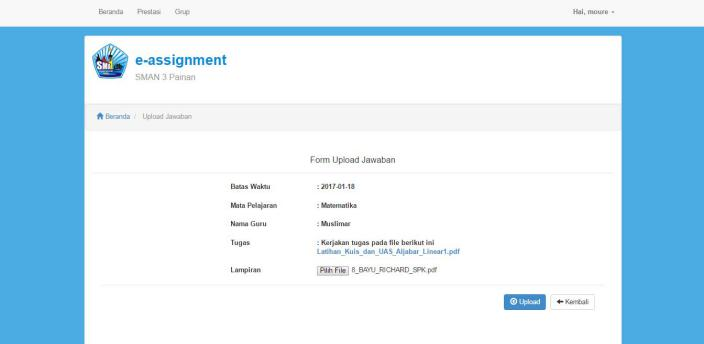 Beranda Prestasi Grup Hai, moure
e-assignment
SMAN 3 Painan
Beranda / Upload Jawaban
Form Upload Jawaban
Batas Waktu : 2017-01-18
Mata Pelajaran : Matematika
Nama Guru : Muslimar
Tugas : Kerjakan tugas pada file berikut ini
Latihan_Kuis_dan_UAS_Aljabar_Linear1.pdf
Lampiran Pilih File 8_BAYU_RICHARD_SPK.pdf
Upload Kembali